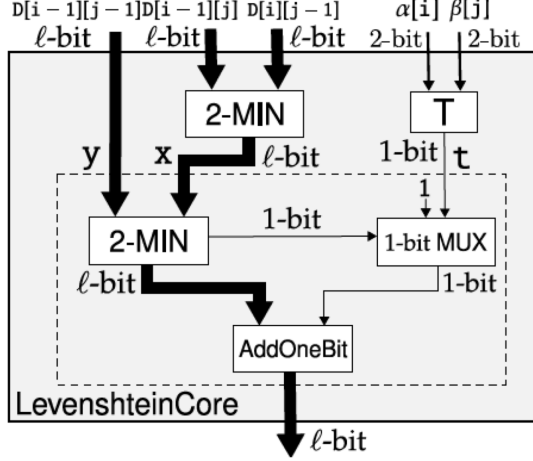 D[i − 1][j − 1]D[i − 1][j] D[i][j − 1] α[i] β[j]
ℓ-bit ℓ-bit ℓ-bit 2-bit 2-bit
2-MIN T
y x ℓ-bit 1-bit t
1
2-MIN 1-bit 1-bit MUX
ℓ-bit 1-bit
AddOneBit
LevenshteinCore
ℓ-bit